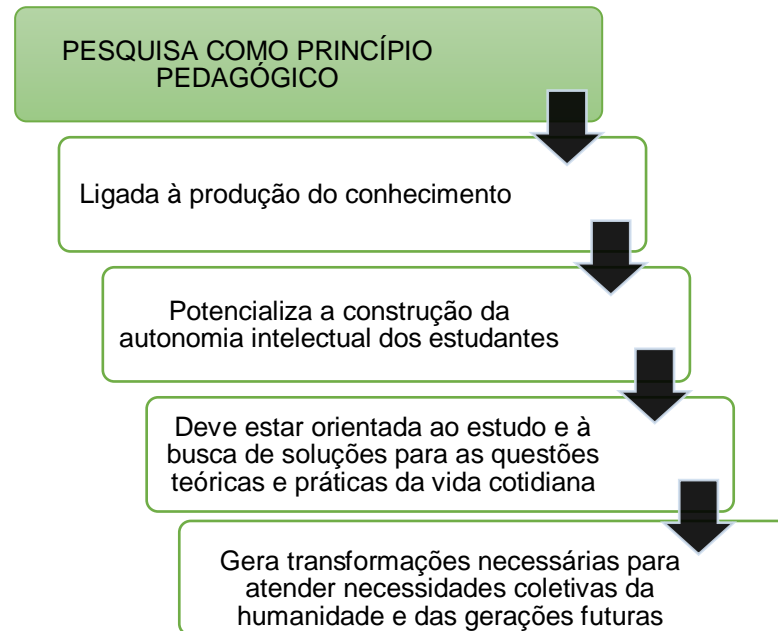 PESQUISA COMO PRINCÍPIO
PEDAGÓGICO
Ligada à produção do conhecimento
Potencializa a construção da
autonomia intelectual dos estudantes
Deve estar orientada ao estudo e à
busca de soluções para as questões
teóricas e práticas da vida cotidiana
Gera transformações necessárias para
atender necessidades coletivas da
humanidade e das gerações futuras